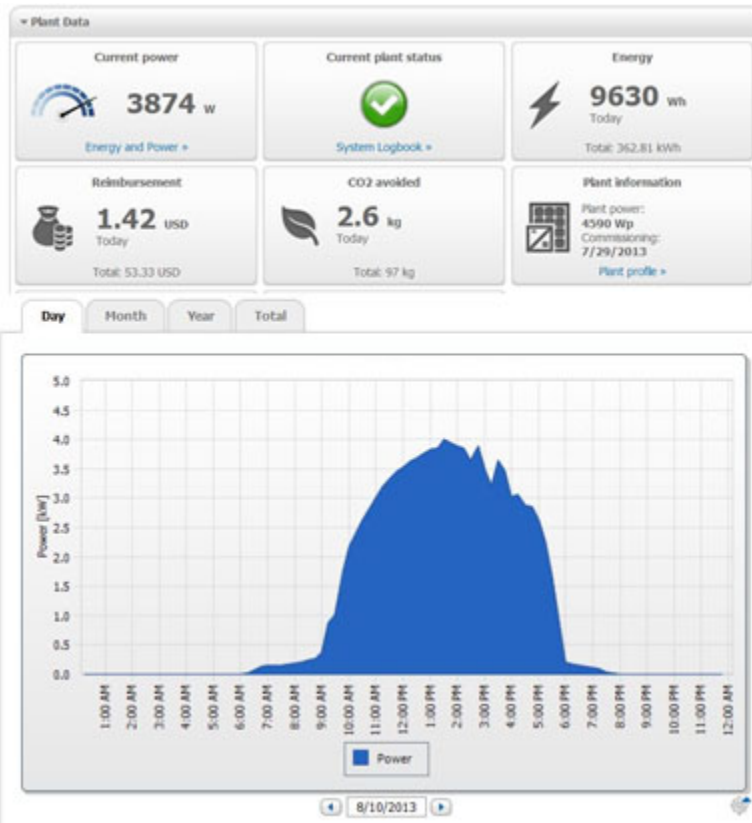 Plant Data
Current power
3874 W
Energy and Power »
Current plant status
System Logbook »
Energy
9630 Wh
Today
Total: 362.81 kWh
Reimbursement
1.42 USD
Today
Total: 53.33 USD
CO2 avoided
2.6 kg
Today
Total: 97 kg
Plant information
Plant power:
4590 Wp
Commissioning:
7/29/2013
Plant profile »
Day Month Year Total
Power [kW]
5.0
4.5
4.0
3.5
3.0
2.5
2.0
1.5
1.0
0.5
0.0
1:00 AM
2:00 AM
3:00 AM
4:00 AM
5:00 AM
6:00 AM
7:00 AM
8:00 AM
9:00 AM
10:00 AM
11:00 AM
12:00 PM
1:00 PM
2:00 PM
3:00 PM
4:00 PM
5:00 PM
6:00 PM
7:00 PM
8:00 PM
9:00 PM
10:00 PM
11:00 PM
12:00 AM
Power
8/10/2013